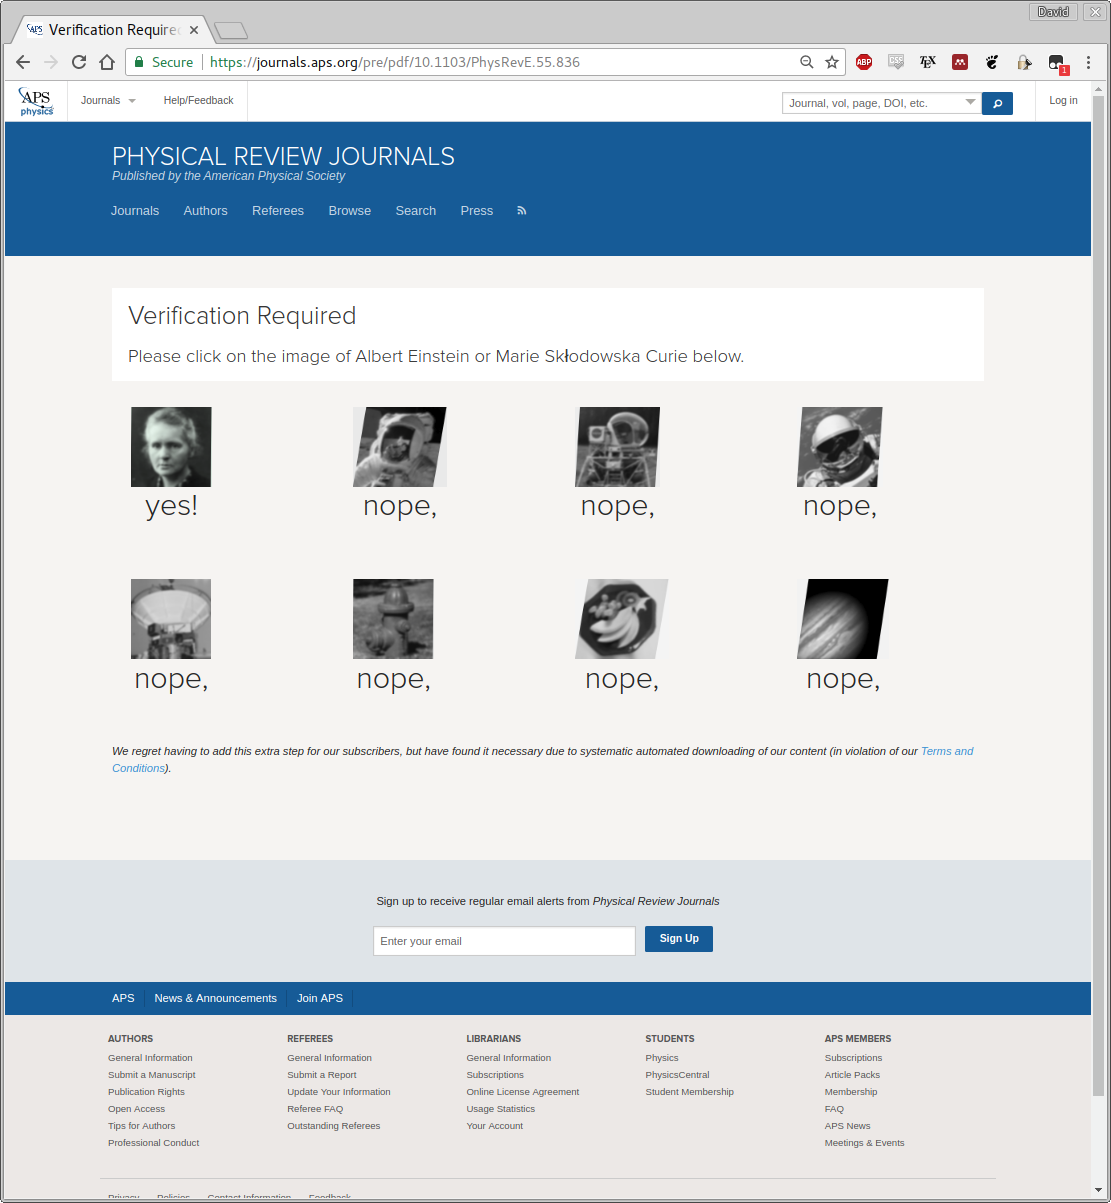 David
APS Verification Required
Secure https://journals.aps.org/pre/pdf/10.1103/PhysRevE.55.836
ABP CSS TEX 1
APS physics
Journals Help/Feedback Journal, vol, page, DOI, etc. Log in
PHYSICAL REVIEW JOURNALS
Published by the American Physical Society
Journals Authors Referees Browse Search Press
Verification Required
Please click on the image of Albert Einstein or Marie Skłodowska Curie below.
yes! nope, nope, nope,
nope, nope, nope, nope,
We regret having to add this extra step for our subscribers, but have found it necessary due to systematic automated downloading of our content (in violation of our Terms and
Conditions).
Sign up to receive regular email alerts from Physical Review Journals
Enter your email Sign Up
APS News & Announcements Join APS
AUTHORS REFEREES LIBRARIANS STUDENTS APS MEMBERS
General Information General Information General Information Physics Subscriptions
Submit a Manuscript Submit a Report Subscriptions PhysicsCentral Article Packs
Publication Rights Update Your Information Online License Agreement Student Membership Membership
Open Access Referee FAQ Usage Statistics FAQ
Tips for Authors Outstanding Referees Your Account APS News
Professional Conduct Meetings & Events
Privacy Policies Contact Information Feedback